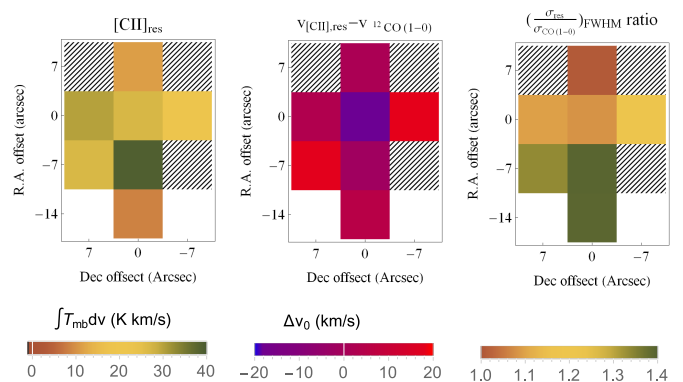 [CII]res
V[CII],res−V 12CO (1−0)
(σres/σCO(1−0))FWHM ratio
R.A. offset (arcsec)
7
0
−7
−14
7 0 −7
Dec offsect (Arcsec)
R.A. offset (arcsec)
7
0
−7
−14
7 0 −7
Dec offsect (Arcsec)
R.A. offset (arcsec)
7
0
−7
−14
7 0 −7
Dec offsect (Arcsec)
∫Tmbdv (K km/s)
0 10 20 30 40
Δv0 (km/s)
−20 −10 0 10 20
1.0 1.1 1.2 1.3 1.4